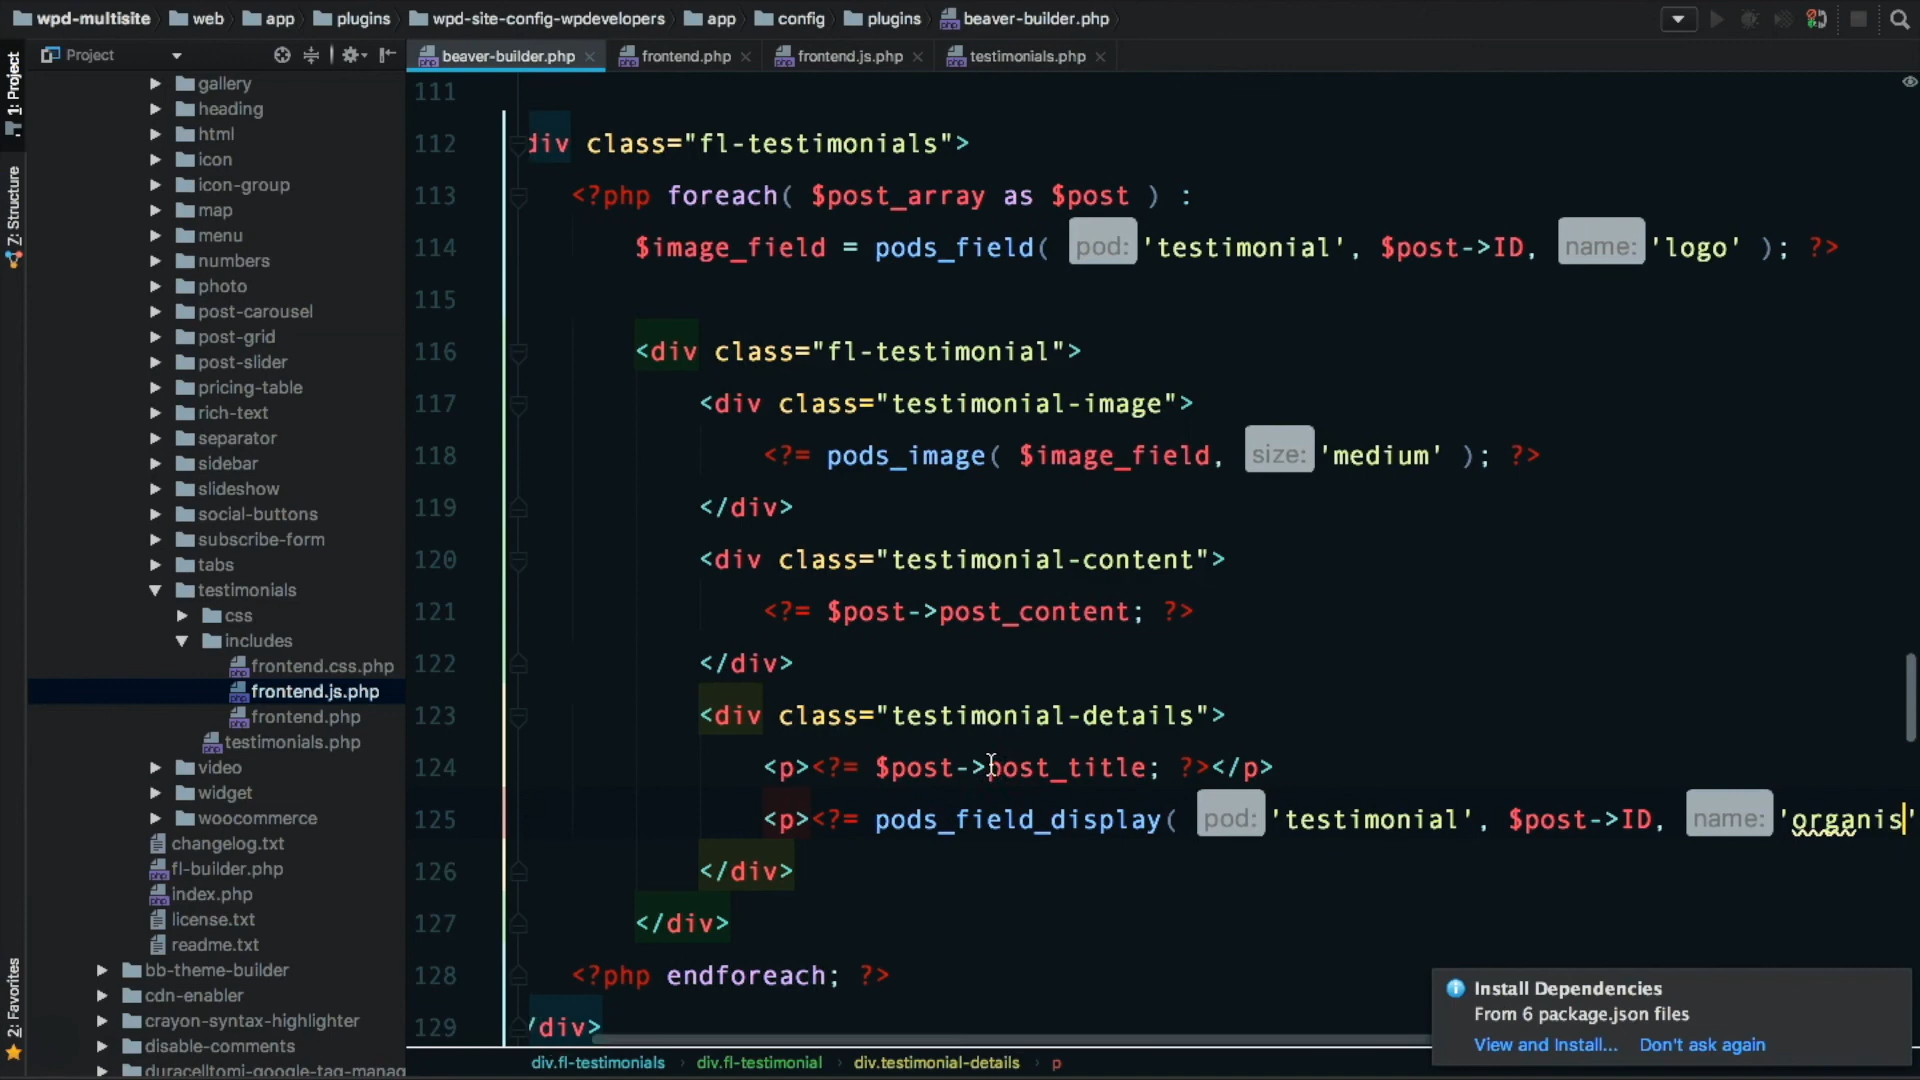 wpd-multisite web app plugins wpd-site-config-wpdevelopers app config plugins beaver-builder.php
1: Project
Z: Structure
2: Favorites
Project
beaver-builder.php frontend.php frontend.js.php testimonials.php
gallery
heading
html
icon
icon-group
map
menu
numbers
photo
post-carousel
post-grid
post-slider
pricing-table
rich-text
separator
sidebar
slideshow
social-buttons
subscribe-form
tabs
testimonials
css
includes
frontend.css.php
frontend.js.php
frontend.php
testimonials.php
video
widget
woocommerce
changelog.txt
fl-builder.php
index.php
license.txt
readme.txt
bb-theme-builder
cdn-enabler
crayon-syntax-highlighter
disable-comments
duracelltomi-google-tag-manag
111
112 div class="fl-testimonials">
113 <?php foreach( $post_array as $post ) :
114 $image_field = pods_field( pod: 'testimonial', $post->ID, name: 'logo' ); ?>
115
116 <div class="fl-testimonial">
117 <div class="testimonial-image">
118 <?= pods_image( $image_field, size: 'medium' ); ?>
119 </div>
120 <div class="testimonial-content">
121 <?= $post->post_content; ?>
122 </div>
123 <div class="testimonial-details">
124 <p><?= $post->post_title; ?></p>
125 <p><?= pods_field_display( pod: 'testimonial', $post->ID, name: 'organis'
126 </div>
127 </div>
128 <?php endforeach; ?>
129 /div>
div.fl-testimonials div.fl-testimonial div.testimonial-details p
Install Dependencies
From 6 package.json files
View and Install... Don't ask again